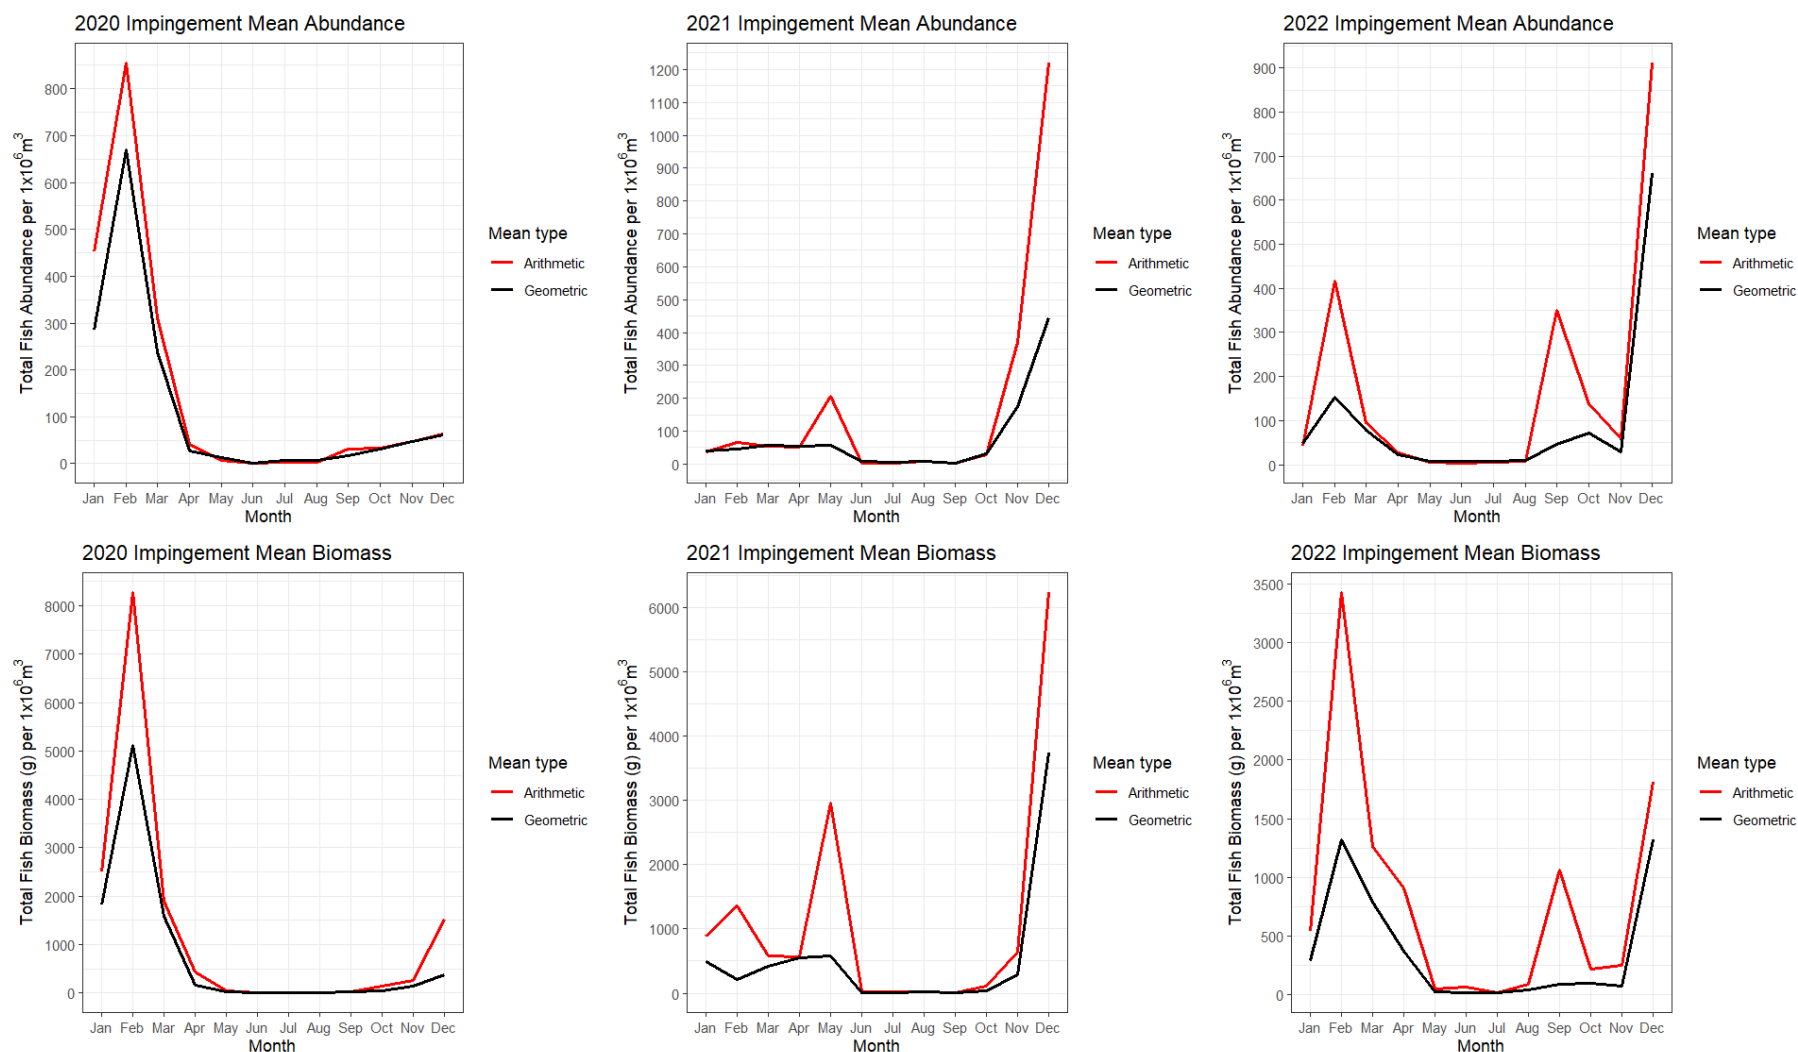 2020 Impingement Mean Abundance
Total Fish Abundance per 1x10⁶m³
800
700
600
500
400
300
200
100
0
Jan Feb Mar Apr May Jun Jul Aug Sep Oct Nov Dec
Month
Mean type
Arithmetic
Geometric
2021 Impingement Mean Abundance
Total Fish Abundance per 1x10⁶m³
1200
1100
1000
900
800
700
600
500
400
300
200
100
0
Jan Feb Mar Apr May Jun Jul Aug Sep Oct Nov Dec
Month
Mean type
Arithmetic
Geometric
2022 Impingement Mean Abundance
Total Fish Abundance per 1x10⁶m³
900
800
700
600
500
400
300
200
100
0
Jan Feb Mar Apr May Jun Jul Aug Sep Oct Nov Dec
Month
Mean type
Arithmetic
Geometric
2020 Impingement Mean Biomass
Total Fish Biomass (g) per 1x10⁶m³
8000
7000
6000
5000
4000
3000
2000
1000
0
Jan Feb Mar Apr May Jun Jul Aug Sep Oct Nov Dec
Month
Mean type
Arithmetic
Geometric
2021 Impingement Mean Biomass
Total Fish Biomass (g) per 1x10⁶m³
6000
5000
4000
3000
2000
1000
0
Jan Feb Mar Apr May Jun Jul Aug Sep Oct Nov Dec
Month
Mean type
Arithmetic
Geometric
2022 Impingement Mean Biomass
Total Fish Biomass (g) per 1x10⁶m³
3500
3000
2500
2000
1500
1000
500
0
Jan Feb Mar Apr May Jun Jul Aug Sep Oct Nov Dec
Month
Mean type
Arithmetic
Geometric